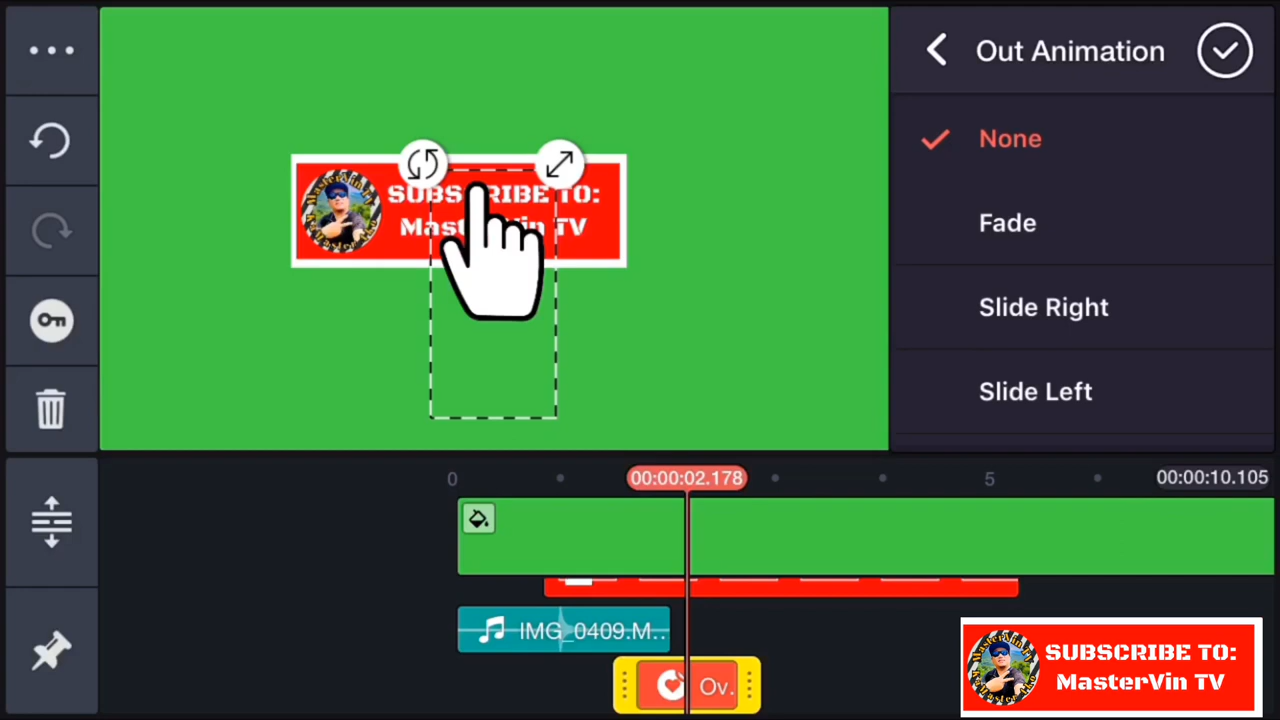 Out Animation
None
Fade
Slide Right
Slide Left
SUBSCRIBE TO:
MasterVin TV
0
00:00:02.178
5
00:00:10.105
IMG_0409.M..
Ov.
SUBSCRIBE TO:
MasterVin TV